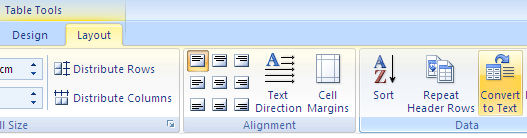 Table Tools
Design Layout
cm
Distribute Rows
Distribute Columns
Text
Direction
Cell
Margins
A
Z
Sort
Repeat
Header Rows
Convert
to Text
ll Size
Alignment
Data